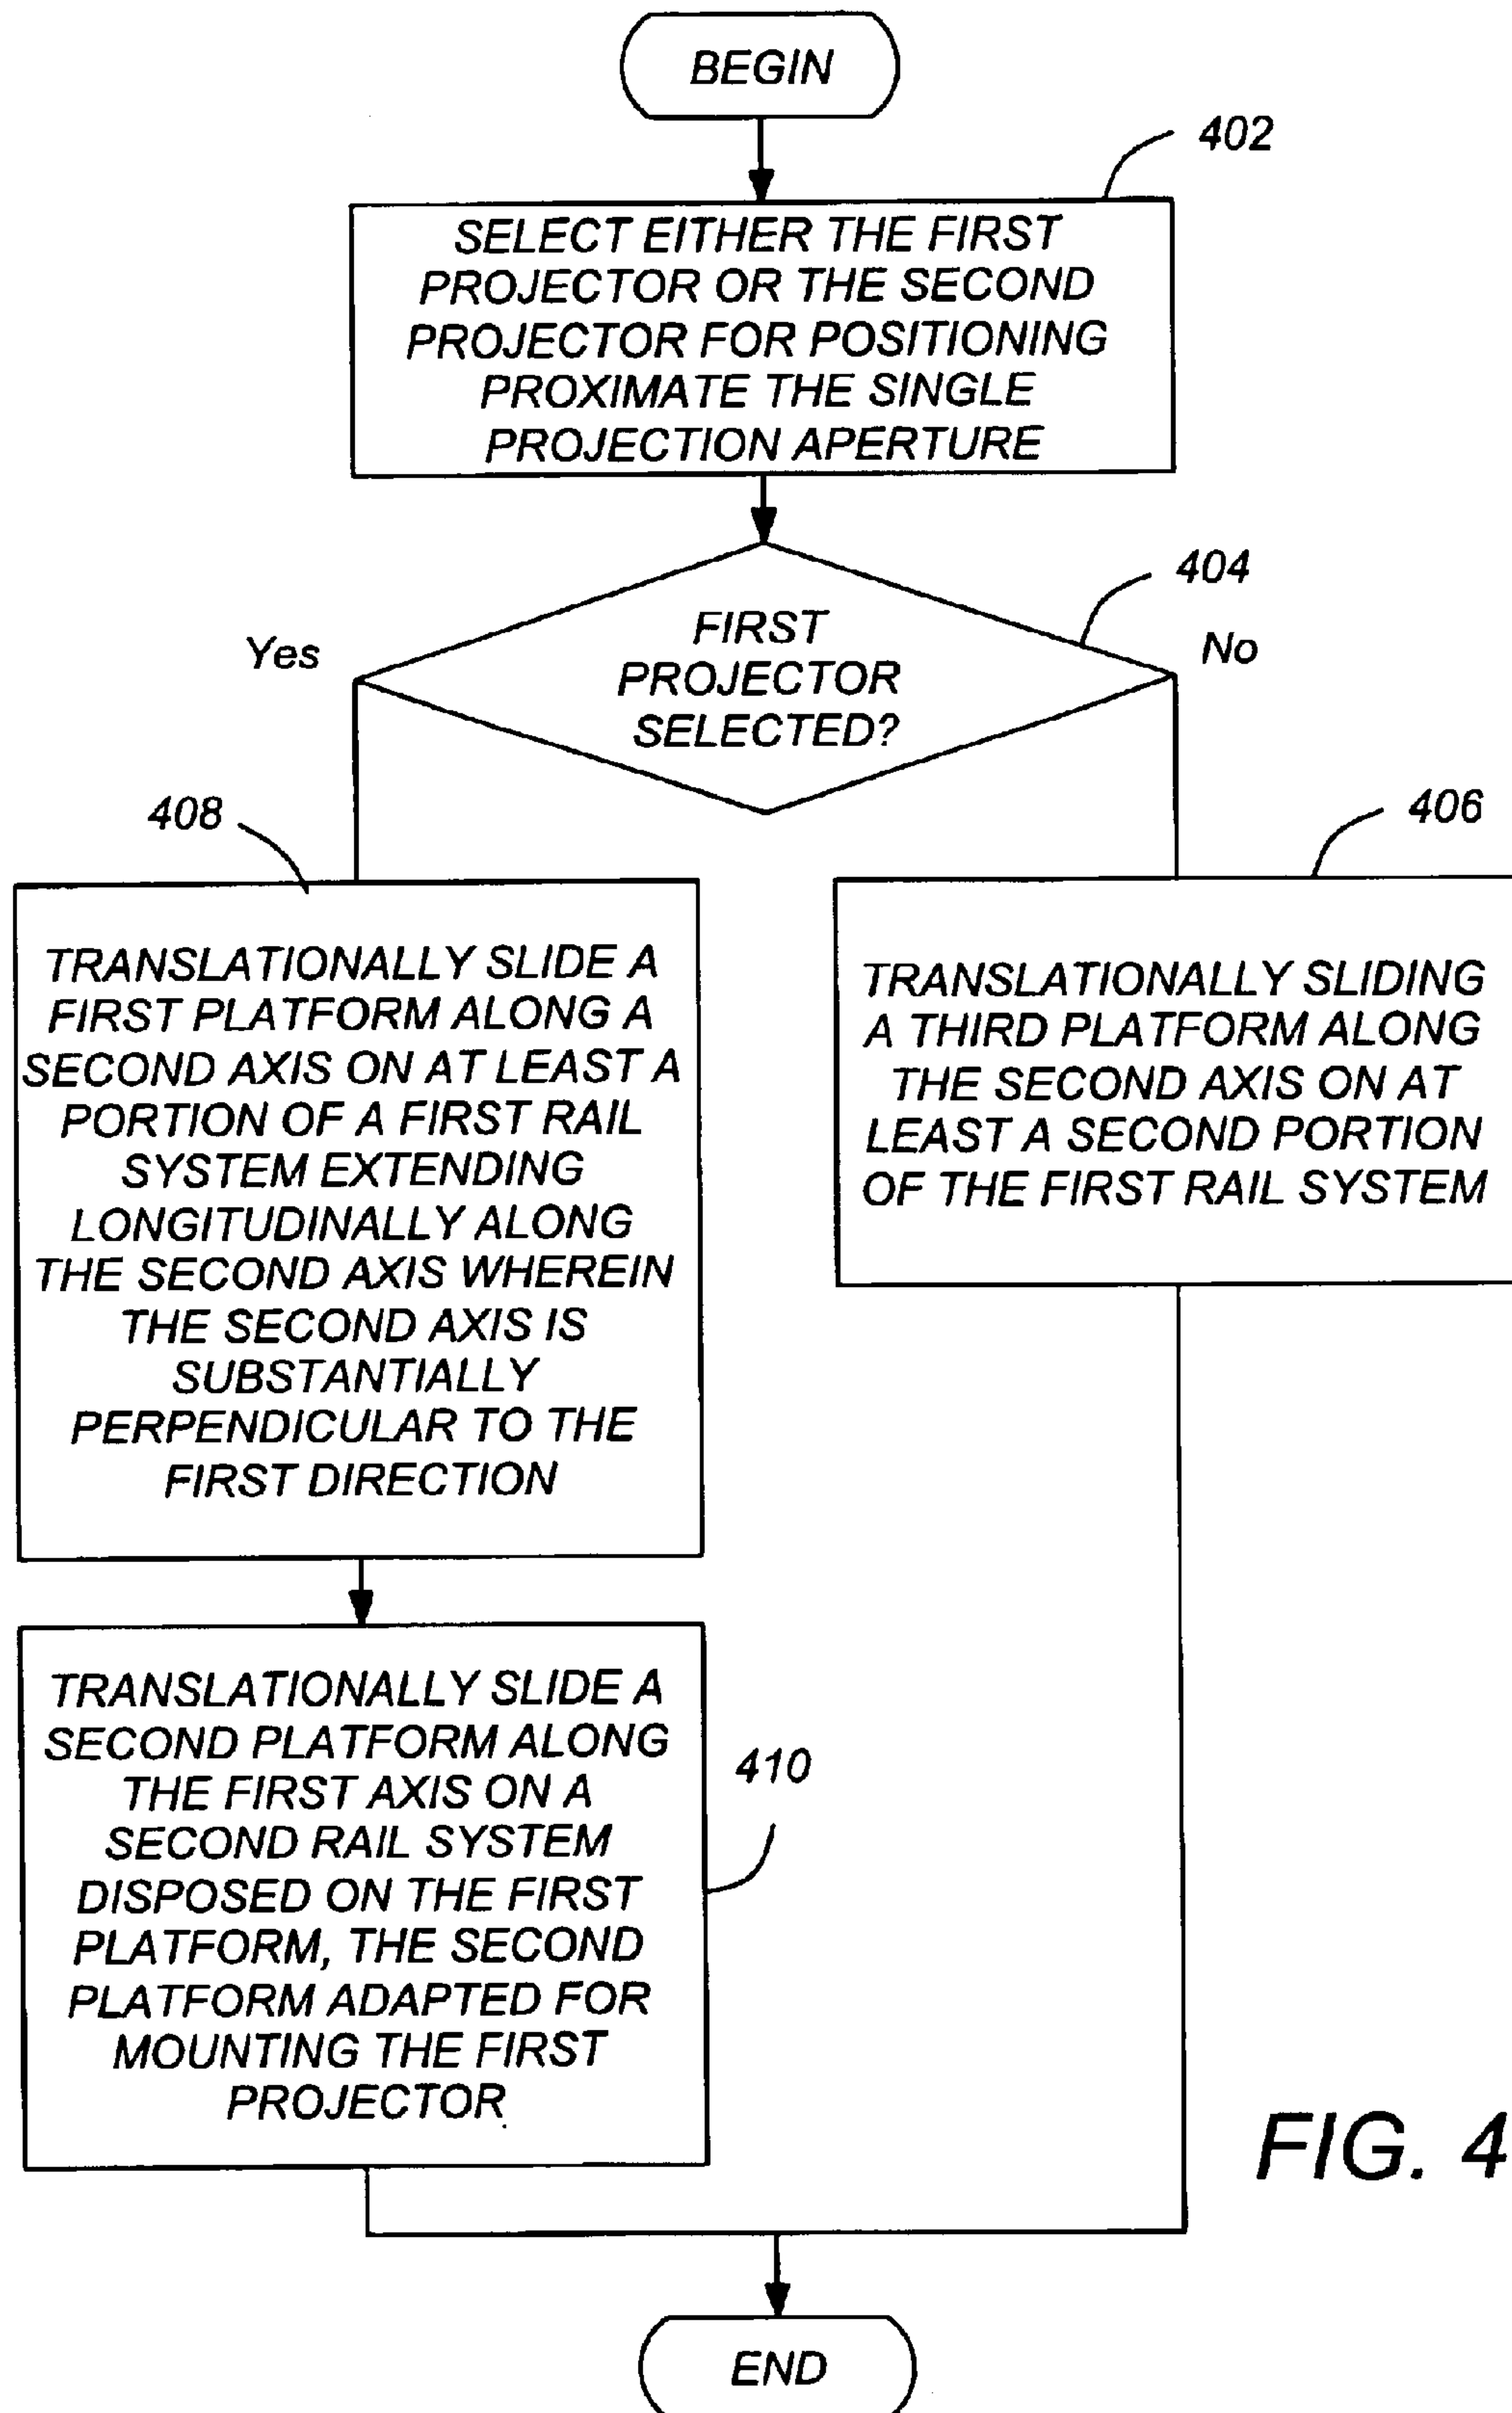 BEGIN
402
SELECT EITHER THE FIRST
PROJECTOR OR THE SECOND
PROJECTOR FOR POSITIONING
PROXIMATE THE SINGLE
PROJECTION APERTURE
404
FIRST
PROJECTOR
SELECTED?
Yes
No
408
TRANSLATIONALLY SLIDE A
FIRST PLATFORM ALONG A
SECOND AXIS ON AT LEAST A
PORTION OF A FIRST RAIL
SYSTEM EXTENDING
LONGITUDINALLY ALONG
THE SECOND AXIS WHEREIN
THE SECOND AXIS IS
SUBSTANTIALLY
PERPENDICULAR TO THE
FIRST DIRECTION
406
TRANSLATIONALLY SLIDING
A THIRD PLATFORM ALONG
THE SECOND AXIS ON AT
LEAST A SECOND PORTION
OF THE FIRST RAIL SYSTEM
TRANSLATIONALLY SLIDE A
SECOND PLATFORM ALONG
THE FIRST AXIS ON A
SECOND RAIL SYSTEM
DISPOSED ON THE FIRST
PLATFORM, THE SECOND
PLATFORM ADAPTED FOR
MOUNTING THE FIRST
PROJECTOR
410
FIG. 4
END